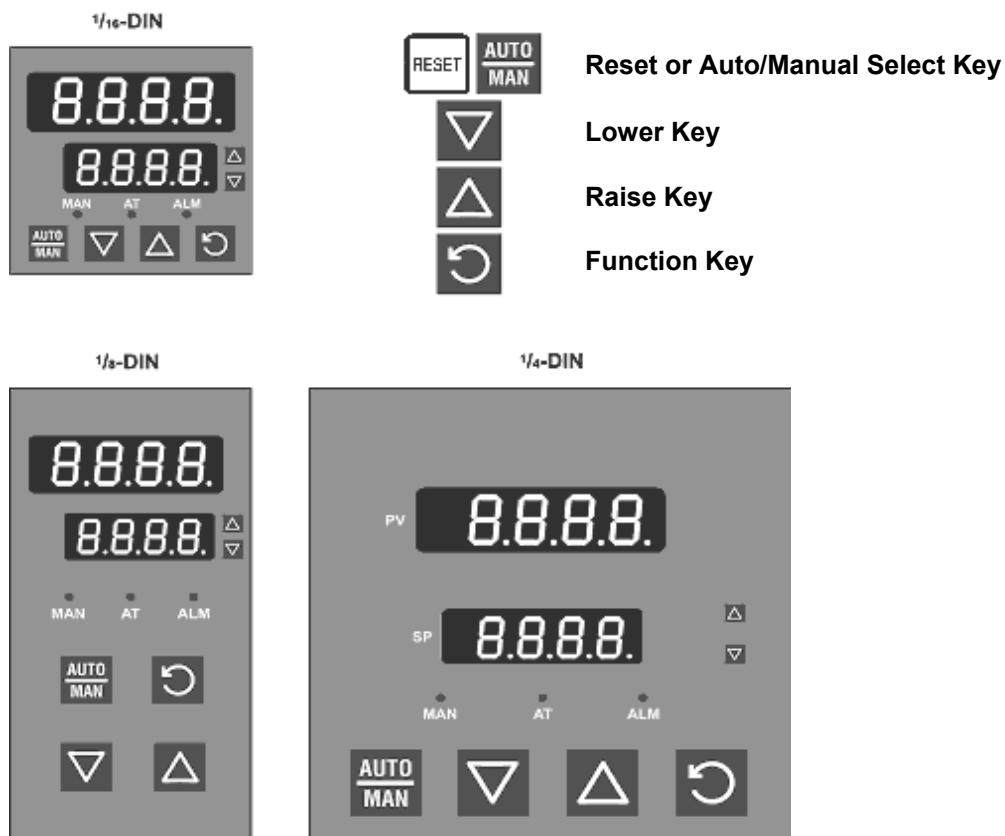 1/16-DIN
8.8.8.8.
8.8.8.8.
MAN AT ALM
AUTO
MAN
RESET AUTO
MAN
Reset or Auto/Manual Select Key
Lower Key
Raise Key
Function Key
1/8-DIN
8.8.8.8.
8.8.8.8.
MAN AT ALM
AUTO
MAN
1/4-DIN
PV 8.8.8.8.
SP 8.8.8.8.
MAN AT ALM
AUTO
MAN